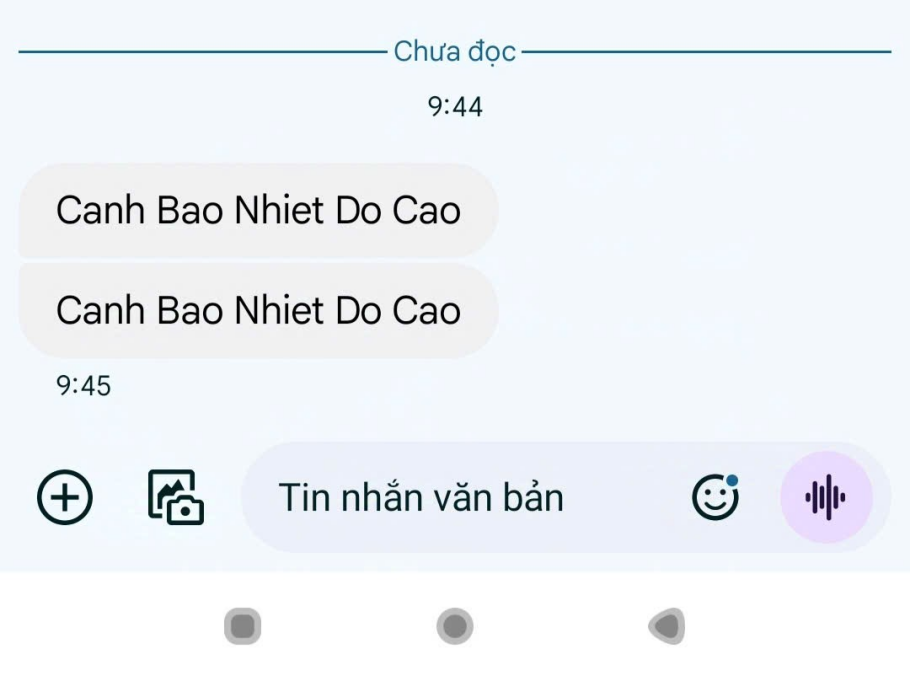 Chưa đọc
9:44
Canh Bao Nhiet Do Cao
Canh Bao Nhiet Do Cao
9:45
Tin nhắn văn bản